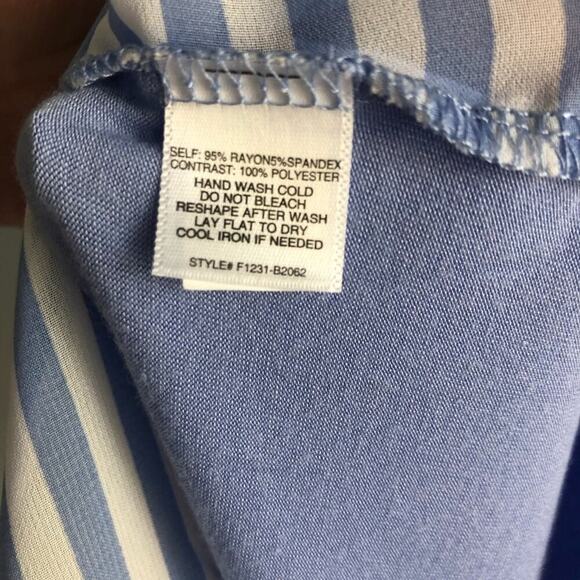 SELF: 95% RAYON5%SPANDEX
CONTRAST: 100% POLYESTER
HAND WASH COLD
DO NOT BLEACH
RESHAPE AFTER WASH
LAY FLAT TO DRY
COOL IRON IF NEEDED
STYLE# F1231-B2062